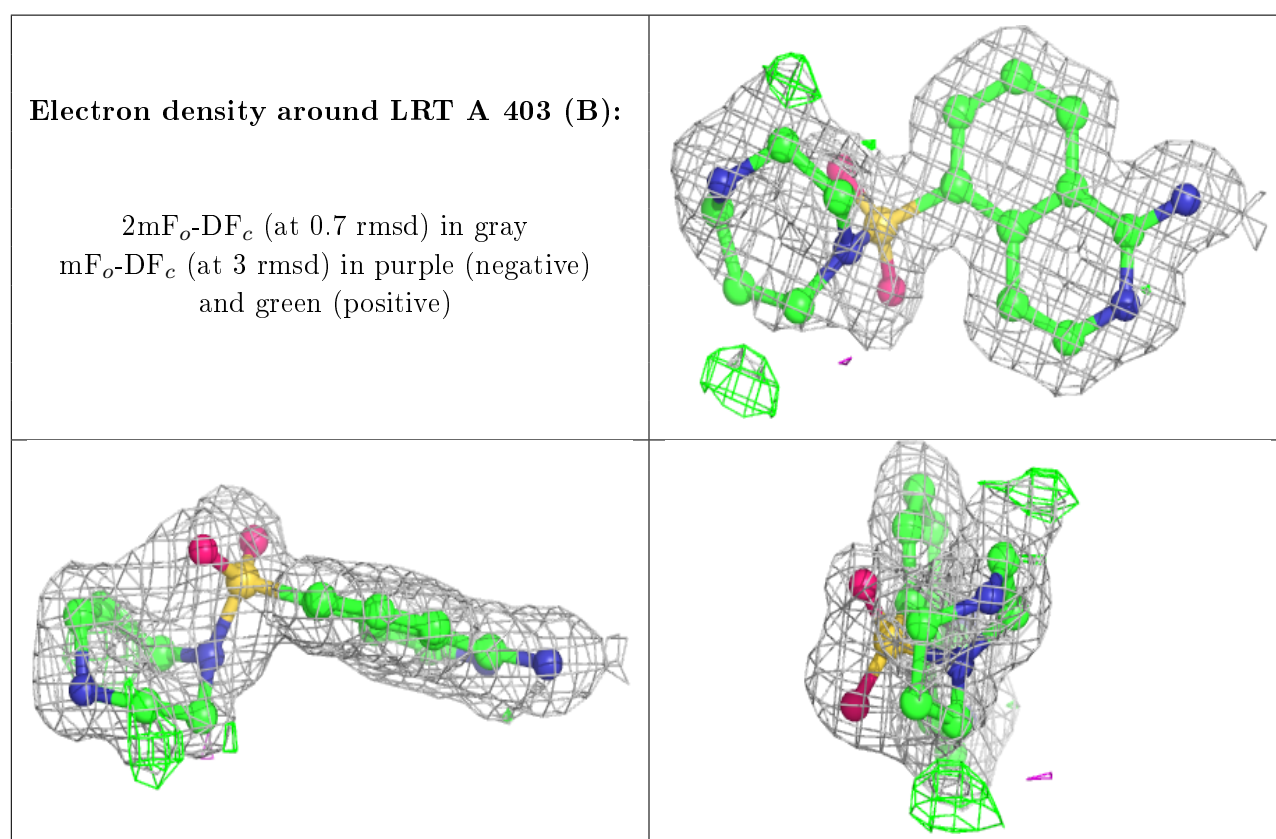 Electron density around LRT A 403 (B):
2mFo-DFc (at 0.7 rmsd) in gray
mFo-DFc (at 3 rmsd) in purple (negative)
and green (positive)